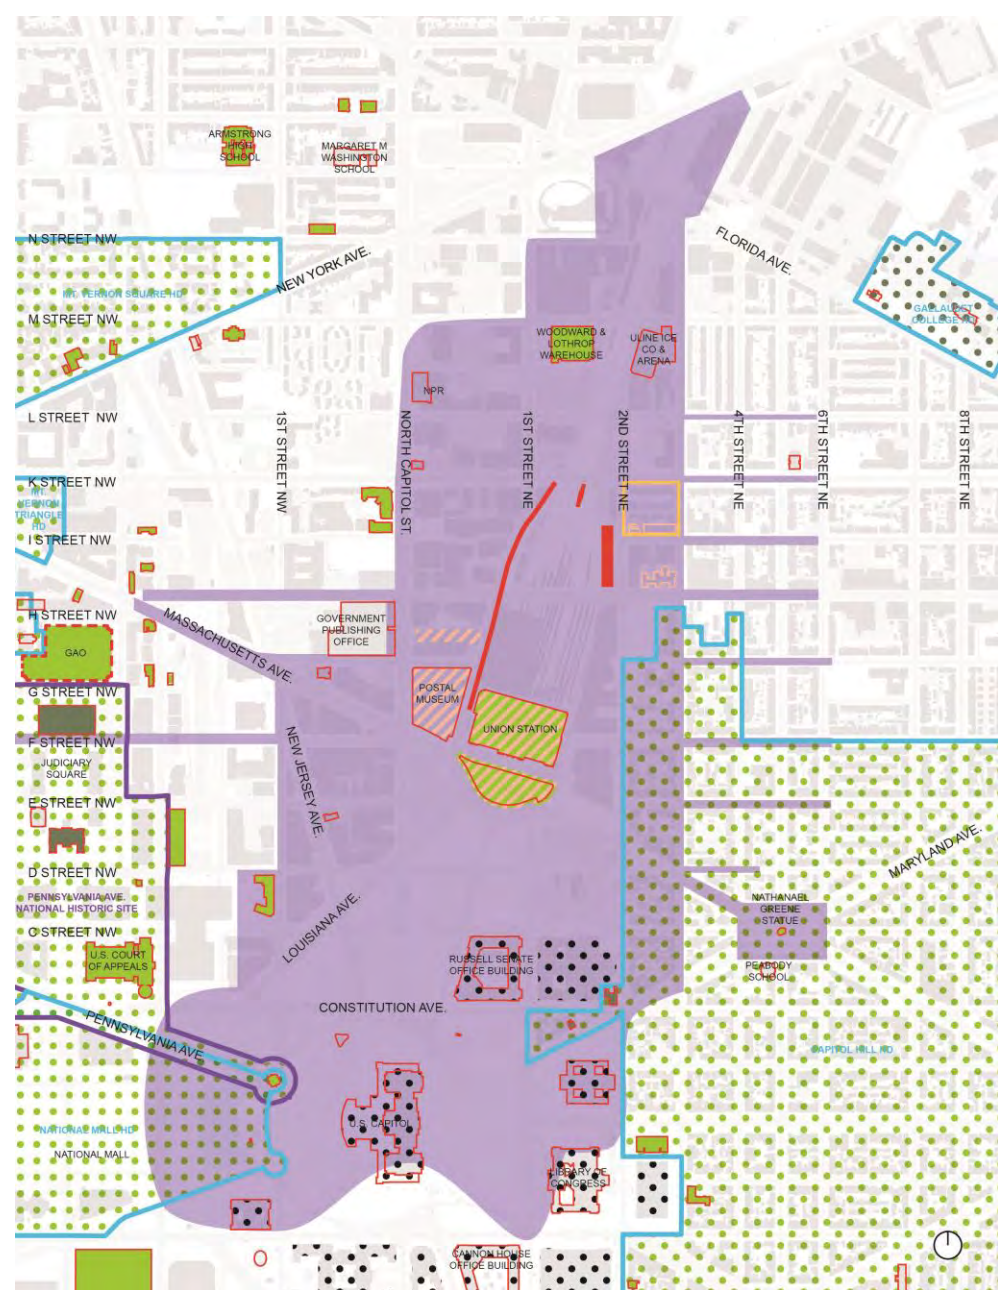 ARMSTRONG
HIGH
SCHOOL
MARGARET M
WASHINGTON
SCHOOL
N STREET NW
NEW YORK AVE.
FLORIDA AVE.
MT. VERNON SQUARE HD
M STREET NW
GALLAUDET
COLLEGE HD
WOODWARD &
LOTHROP
WAREHOUSE
ULINE ICE
CO &
ARENA
NPR
L STREET NW
1ST STREET NW
NORTH CAPITOL ST.
1ST STREET NE
2ND STREET NE
4TH STREET NE
6TH STREET NE
8TH STREET NE
K STREET NW
MT.
VERNON
TRIANGLE
HD
I STREET NW
H STREET NW
MASSACHUSETTS AVE.
GOVERNMENT
PUBLISHING
OFFICE
GAO
G STREET NW
POSTAL
MUSEUM
UNION STATION
F STREET NW
NEW JERSEY AVE.
JUDICIARY
SQUARE
E STREET NW
MARYLAND AVE.
D STREET NW
PENNSYLVANIA AVE.
NATIONAL HISTORIC SITE
NATHANAEL
GREENE
STATUE
LOUISIANA AVE.
C STREET NW
U.S. COURT
OF APPEALS
RUSSELL SENATE
OFFICE BUILDING
PEABODY
SCHOOL
CONSTITUTION AVE.
PENNSYLVANIA AVE
CAPITOL HILL HD
U.S. CAPITOL
NATIONAL MALL HD
NATIONAL MALL
LIBRARY OF
CONGRESS
CANNON HOUSE
OFFICE BUILDING